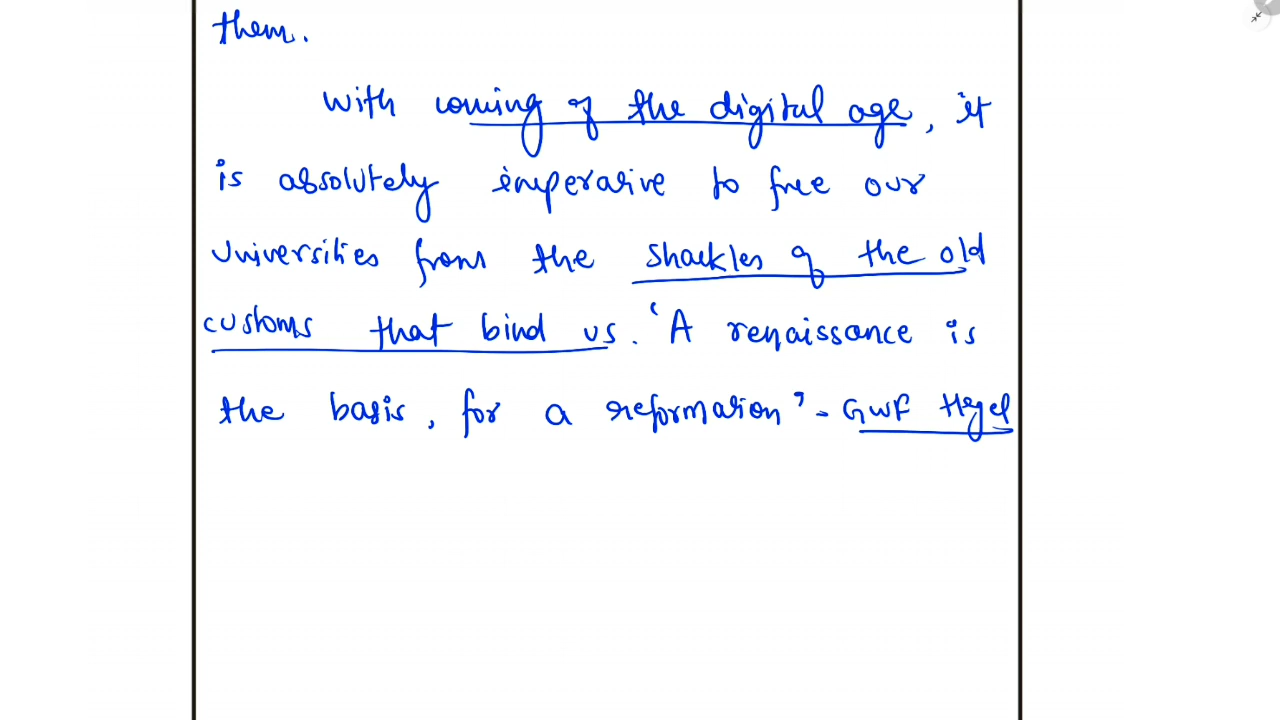 them.
With coming of the digital age, it
is absolutely imperative to free our
Universities from the shackles of the old
customs that bind us. 'A renaissance is
the basis, for a reformation' - GWF Hegel